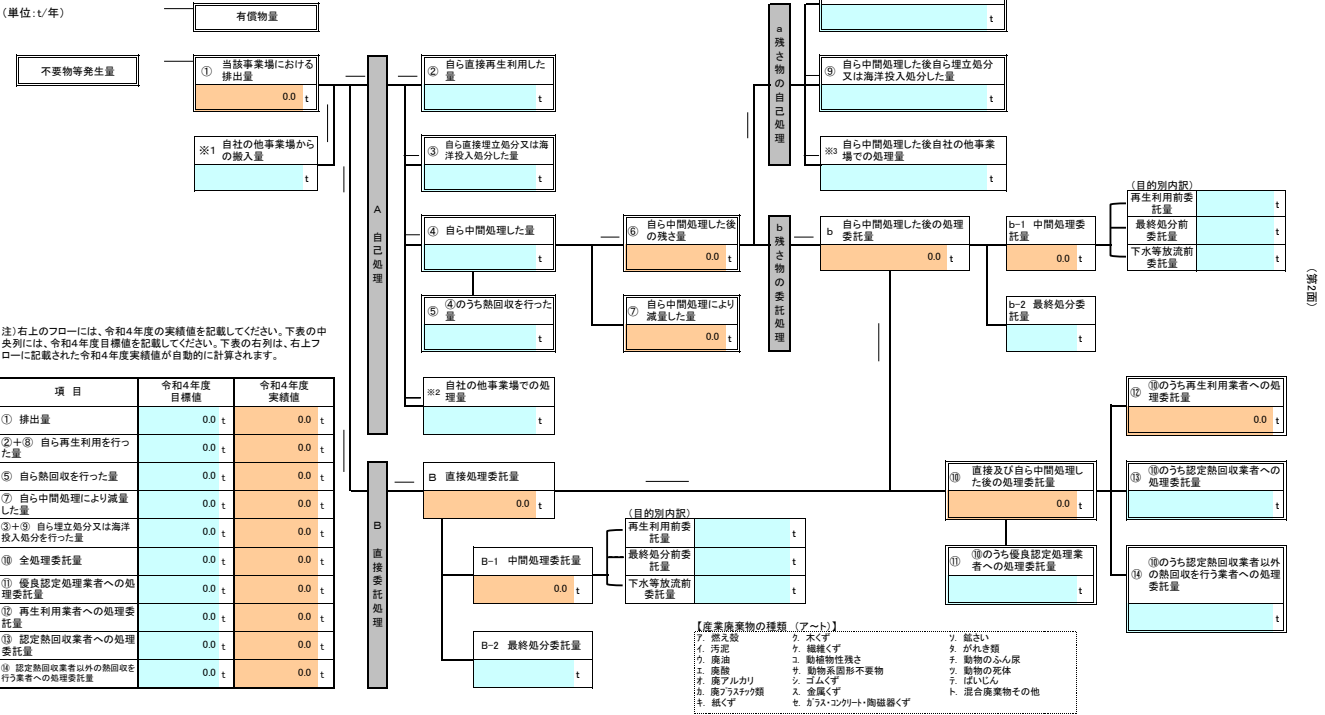 (単位：t/年)
有償物量
t
不要物等発生量
① 当該事業場における
排出量
0.0 t
※1 自社の他事業場から
の搬入量
t
A 自己処理
② 自ら直接再生利用した
量
t
③ 自ら直接埋立処分又は海
洋投入処分した量
t
④ 自ら中間処理した量
t
⑤ ④のうち熱回収を行った
量
t
※2 自社の他事業場での処
理量
t
⑥ 自ら中間処理した後
の残さ量
0.0 t
⑦ 自ら中間処理により
減量した量
0.0 t
a 残さ物の自己処理
⑨ 自ら中間処理した後自ら埋立処分
又は海洋投入処分した量
t
※3 自ら中間処理した後自社の他事業
場での処理量
t
b 残さ物の委託処理
b 自ら中間処理した後の処理
委託量
0.0 t
b-1 中間処理委
託量
0.0 t
b-2 最終処分委
託量
t
(目的別内訳)
再生利用前委
託量
t
最終処分前
委託量
t
下水等放流前
委託量
t
(第2面)
注）右上のフローには、令和4年度の実績値を記載してください。下表の中
央列には、令和4年度目標値を記載してください。下表の右列は、右上フ
ローに記載された令和4年度実績値が自動的に計算されます。
項 目 令和4年度
目標値 令和4年度
実績値
① 排出量 0.0 t 0.0 t
②＋⑧ 自ら再生利用を行っ
た量 0.0 t 0.0 t
⑤ 自ら熱回収を行った量 0.0 t 0.0 t
⑦ 自ら中間処理により減量
した量 0.0 t 0.0 t
③＋⑨ 自ら埋立処分又は海洋
投入処分を行った量 0.0 t 0.0 t
⑩ 全処理委託量 0.0 t 0.0 t
⑪ 優良認定処理業者への処
理委託量 0.0 t 0.0 t
⑫ 再生利用業者への処理委
託量 0.0 t 0.0 t
⑬ 認定熱回収業者への処理
委託量 0.0 t 0.0 t
⑭ 認定熱回収業者以外の熱回収を
行う業者への処理委託量 0.0 t 0.0 t
B 直接委託処理
B 直接処理委託量
0.0 t
B-1 中間処理委託量
0.0 t
B-2 最終処分委託量
t
(目的別内訳)
再生利用前委
託量
t
最終処分前委
託量
t
下水等放流前
委託量
t
⑩ 直接及び自ら中間処理し
た後の処理委託量
0.0 t
⑪ ⑩のうち優良認定処理業
者への処理委託量
t
⑫ ⑩のうち再生利用業者への処
理委託量
0.0 t
⑬ ⑩のうち認定熱回収業者への
処理委託量
t
⑭ ⑩のうち認定熱回収業者以外
の熱回収を行う業者への処理
委託量
t
【産業廃棄物の種類 （ア～ト）】
ア. 燃え殻 ク. 木くず ソ. 鉱さい
イ. 汚泥 ケ. 繊維くず タ. がれき類
ウ. 廃油 コ. 動植物性残さ チ. 動物のふん尿
エ. 廃酸 サ. 動物系固形不要物 ツ. 動物の死体
オ. 廃アルカリ シ. ゴムくず テ. ばいじん
カ. 廃プラスチック類 ス. 金属くず ト. 混合廃棄物その他
キ. 紙くず セ. ガラス・コンクリート・陶磁器くず